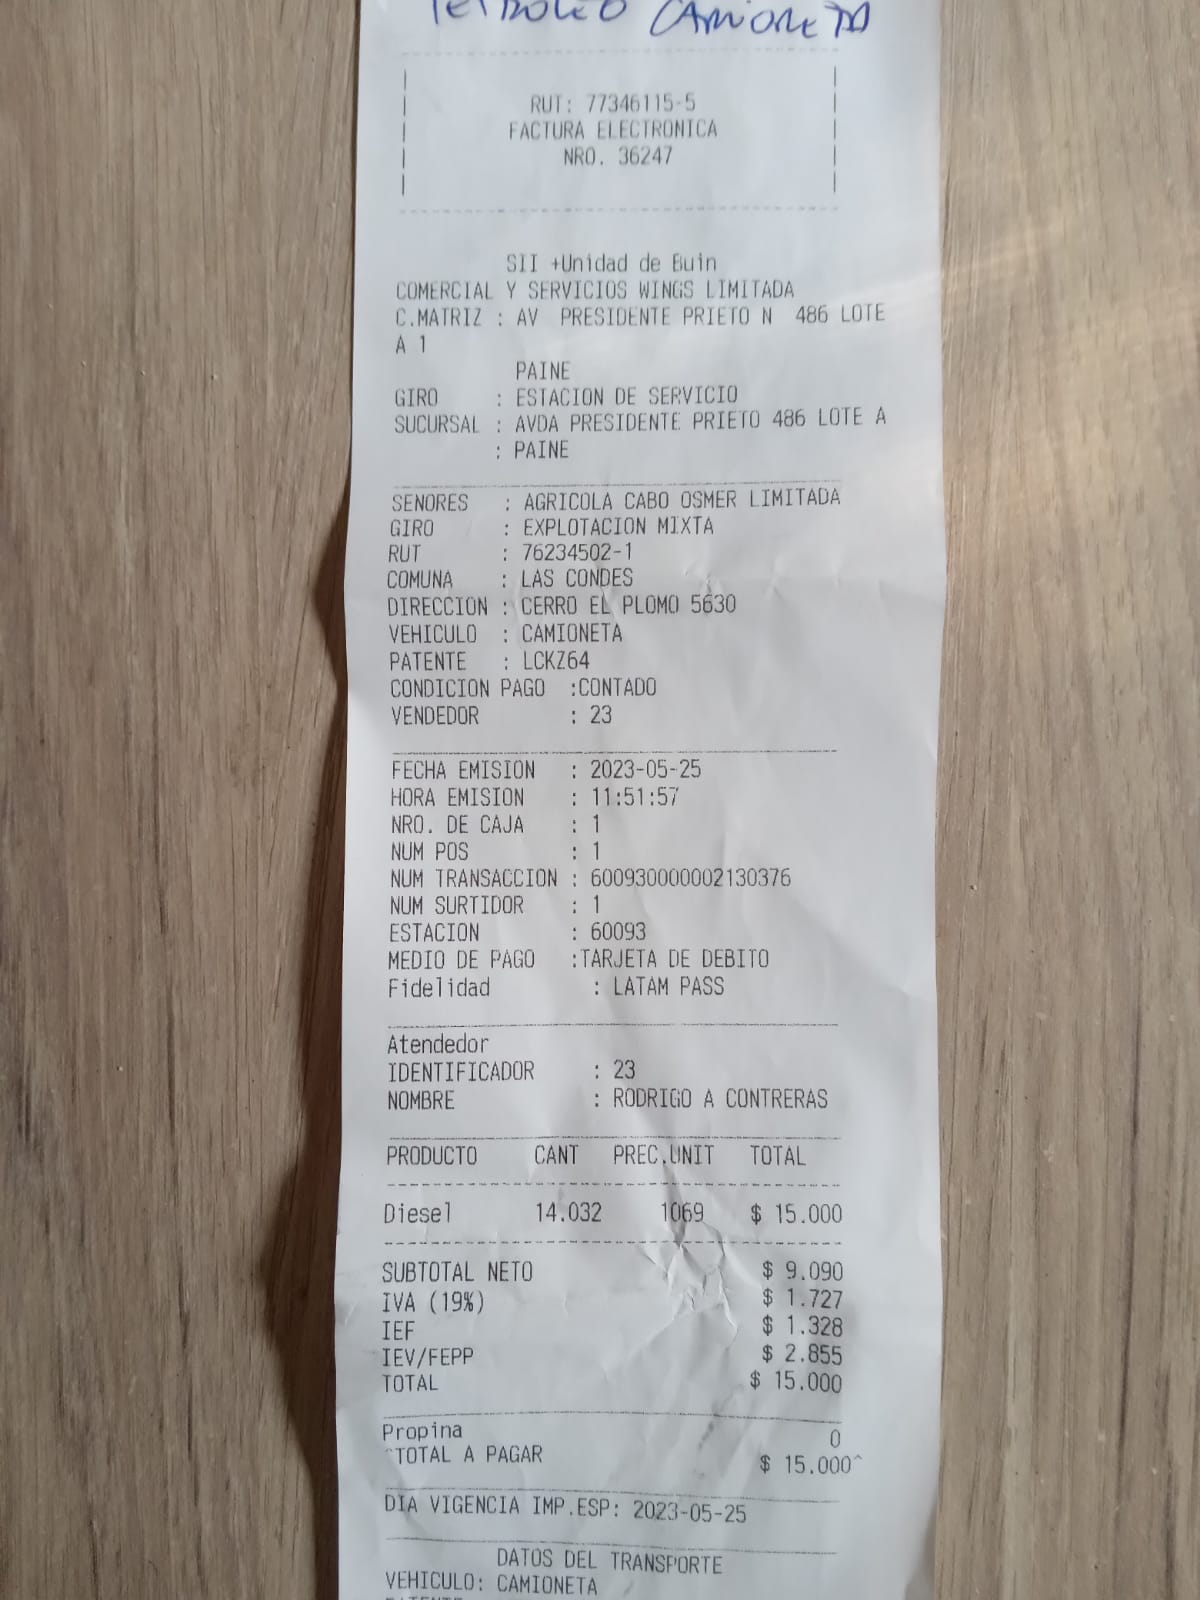 PETROLEO CAMIONETA
RUT: 77346115-5
FACTURA ELECTRONICA
NRO. 36247
SII +Unidad de Buin
COMERCIAL Y SERVICIOS WINGS LIMITADA
C.MATRIZ : AV PRESIDENTE PRIETO N 486 LOTE
A 1
PAINE
GIRO : ESTACION DE SERVICIO
SUCURSAL : AVDA PRESIDENTE PRIETO 486 LOTE A
: PAINE
SENORES : AGRICOLA CABO OSMER LIMITADA
GIRO : EXPLOTACION MIXTA
RUT : 76234502-1
COMUNA : LAS CONDES
DIRECCION : CERRO EL PLOMO 5630
VEHICULO : CAMIONETA
PATENTE : LCKZ64
CONDICION PAGO :CONTADO
VENDEDOR : 23
FECHA EMISION : 2023-05-25
HORA EMISION : 11:51:57
NRO. DE CAJA : 1
NUM POS : 1
NUM TRANSACCION : 600930000002130376
NUM SURTIDOR : 1
ESTACION : 60093
MEDIO DE PAGO :TARJETA DE DEBITO
Fidelidad : LATAM PASS
Atendedor
IDENTIFICADOR : 23
NOMBRE : RODRIGO A CONTRERAS
PRODUCTO CANT PREC.UNIT TOTAL
Diesel 14.032 1069 $ 15.000
SUBTOTAL NETO $ 9.090
IVA (19%) $ 1.727
IEF $ 1.328
IEV/FEPP $ 2.855
TOTAL $ 15.000
Propina 0
^TOTAL A PAGAR $ 15.000^
DIA VIGENCIA IMP.ESP: 2023-05-25
DATOS DEL TRANSPORTE
VEHICULO: CAMIONETA